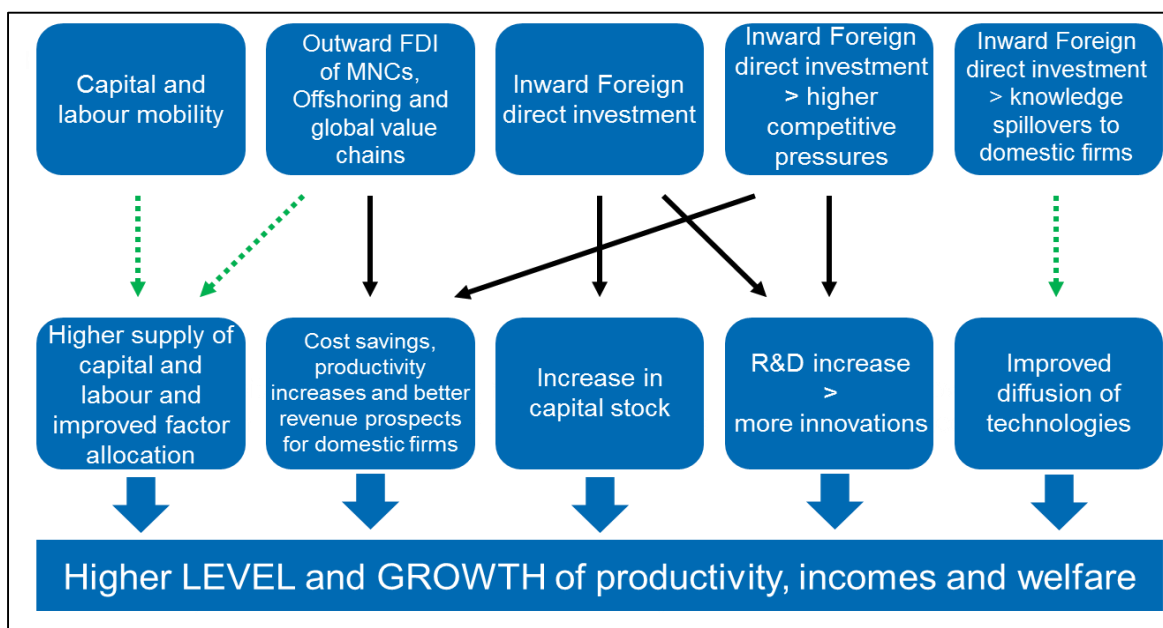 Capital and
labour mobility
Outward FDI
of MNCs,
Offshoring and
global value
chains
Inward Foreign
direct investment
Inward Foreign
direct investment
> higher
competitive
pressures
Inward Foreign
direct investment
> knowledge
spillovers to
domestic firms
Higher supply of
capital and
labour and
improved factor
allocation
Cost savings,
productivity
increases and better
revenue prospects
for domestic firms
Increase in
capital stock
R&D increase
>
more innovations
Improved
diffusion of
technologies
Higher LEVEL and GROWTH of productivity, incomes and welfare